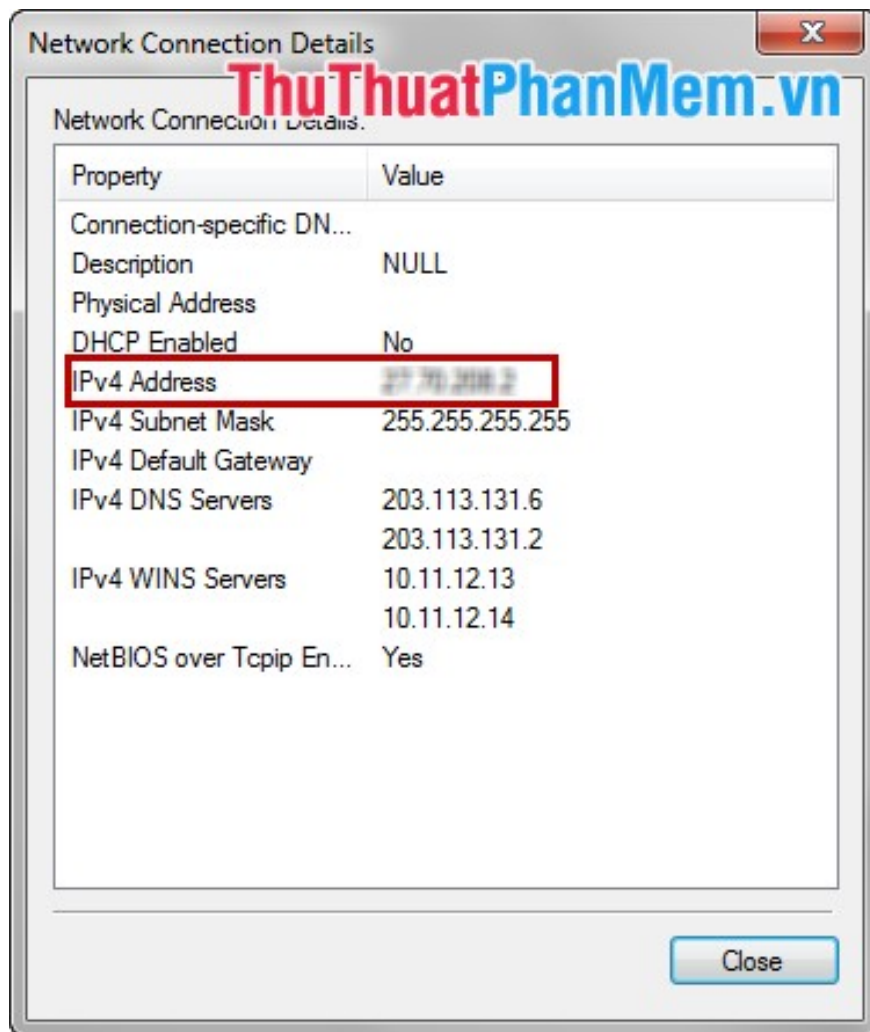 Network Connection Details
ThuThuatPhanMem.vn
Network Connection Details:
Property Value
Connection-specific DN...
Description NULL
Physical Address
DHCP Enabled No
IPv4 Address
IPv4 Subnet Mask 255.255.255.255
IPv4 Default Gateway
IPv4 DNS Servers 203.113.131.6
203.113.131.2
IPv4 WINS Servers 10.11.12.13
10.11.12.14
NetBIOS over Tcpip En... Yes
Close